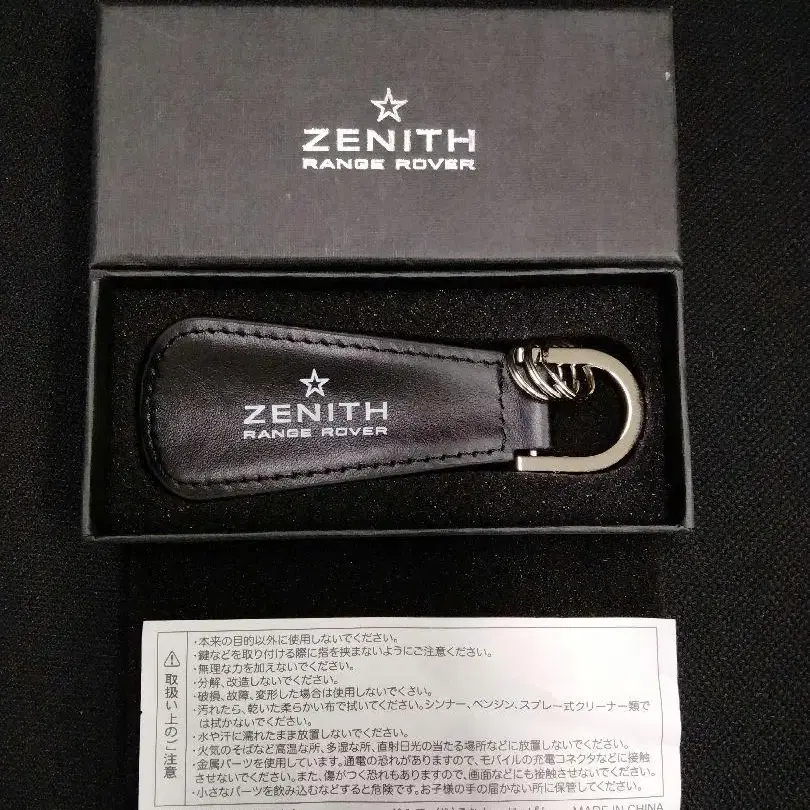 ZENITH
RANGE ROVER
ZENITH
RANGE ROVER
取扱い上のご注意
・本来の目的以外に使用しないでください。
・鍵などを取り付ける際に指を挟まないようにご注意ください。
・無理な力を加えないでください。
・分解、改造しないでください。
・破損、故障、変形した場合は使用しないでください。
・汚れたら、乾いた柔らかい布で拭いてください。シンナー、ベンジン、スプレー式クリーナー類で
は拭かないでください。
・水や汗に濡れたまま放置しないでください。
・火気のそばなど高温な所、多湿な所、直射日光の当たる場所などに放置しないでください。
・金属パーツを使用しています。通電の恐れがありますので、モバイルの充電コネクタなどに接触
させないでください。また、傷がつく恐れもありますので、画面などにも接触させないでください。
・小さなパーツを飲み込むなどすると危険です。お子様の手の届かない所に保管してください。
MADE IN CHINA